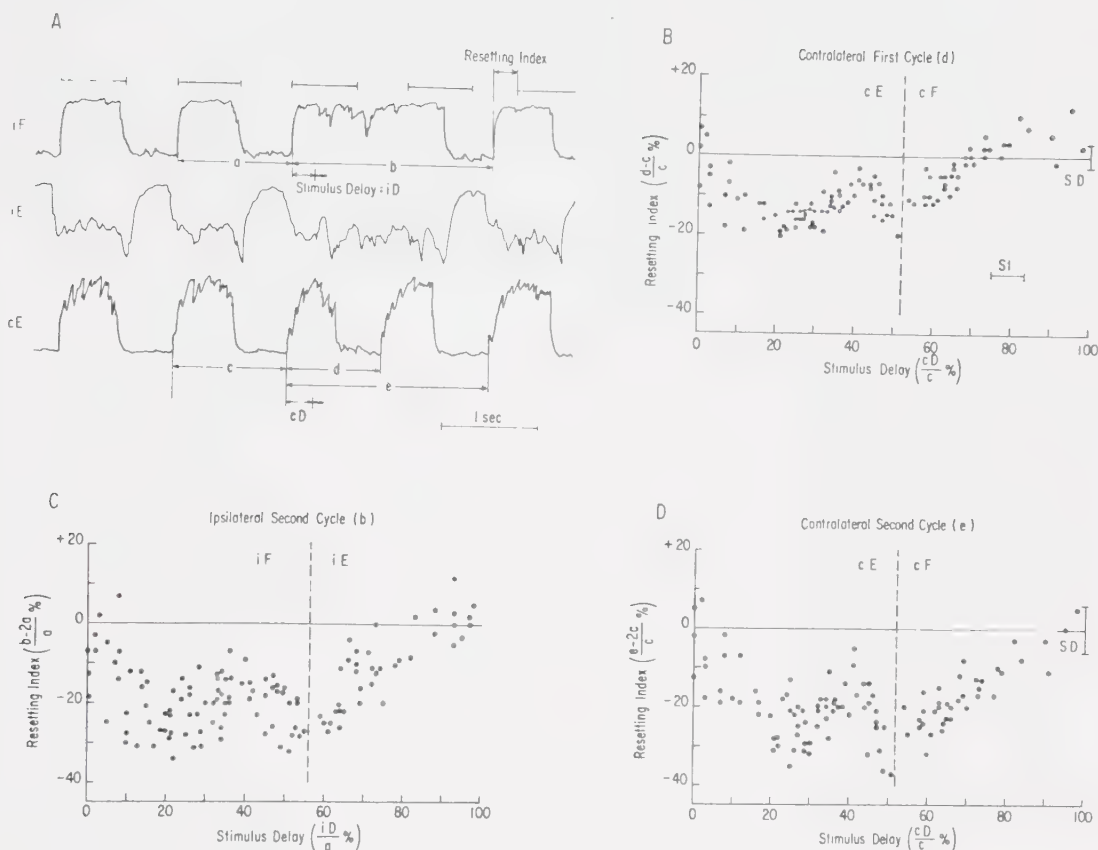 A
Resetting Index
iF
a
b
Stimulus Delay : iD
iE
cE
c
d
e
cD
1 sec
B
Contralateral First Cycle (d)
+20
cE
cF
0
SD
-20
S1
-40
Resetting Index (d-c/c %)
0 20 40 60 80 100
Stimulus Delay (cD/c %)
C
Ipsilateral Second Cycle (b)
+20
iF
iE
0
-20
-40
Resetting Index (b-2a/a %)
0 20 40 60 80 100
Stimulus Delay (iD/a %)
D
Contralateral Second Cycle (e)
+20
cE
cF
0
SD
-20
-40
Resetting Index (e-2c/c %)
0 20 40 60 80 100
Stimulus Delay (cD/c %)